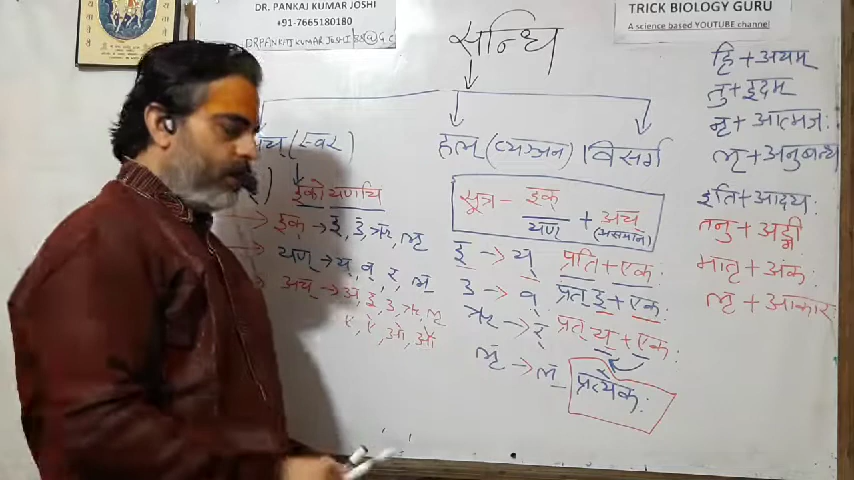 DR. PANKAJ KUMAR JOSHI
+91-7665180180
TRICK BIOLOGY GURU
A science based YOUTUBE channel
सन्धि
(स्वर)
हल् (व्यञ्जन)
विसर्ग
इको यणचि
इक् → इ, उ, ऋ, लृ
यण् → य्, व्, र्, ल्
अच् → अ, इ, उ, ऋ, लृ
ए, ऐ, ओ, औ
सूत्र - इक् / यण् + अच् (असमान)
इ → य्
उ → व्
ऋ → र्
लृ → ल्
प्रति + एक:
प्रत् इ + एक:
प्रत् य् + एक:
प्रत्येक:
हि + अयम्
तु + इदम्
नृ + आत्मज:
लृ + अनुबन्ध
इति + आदय:
तनु + अङ्गी
मातृ + अंक:
लृ + आकार: